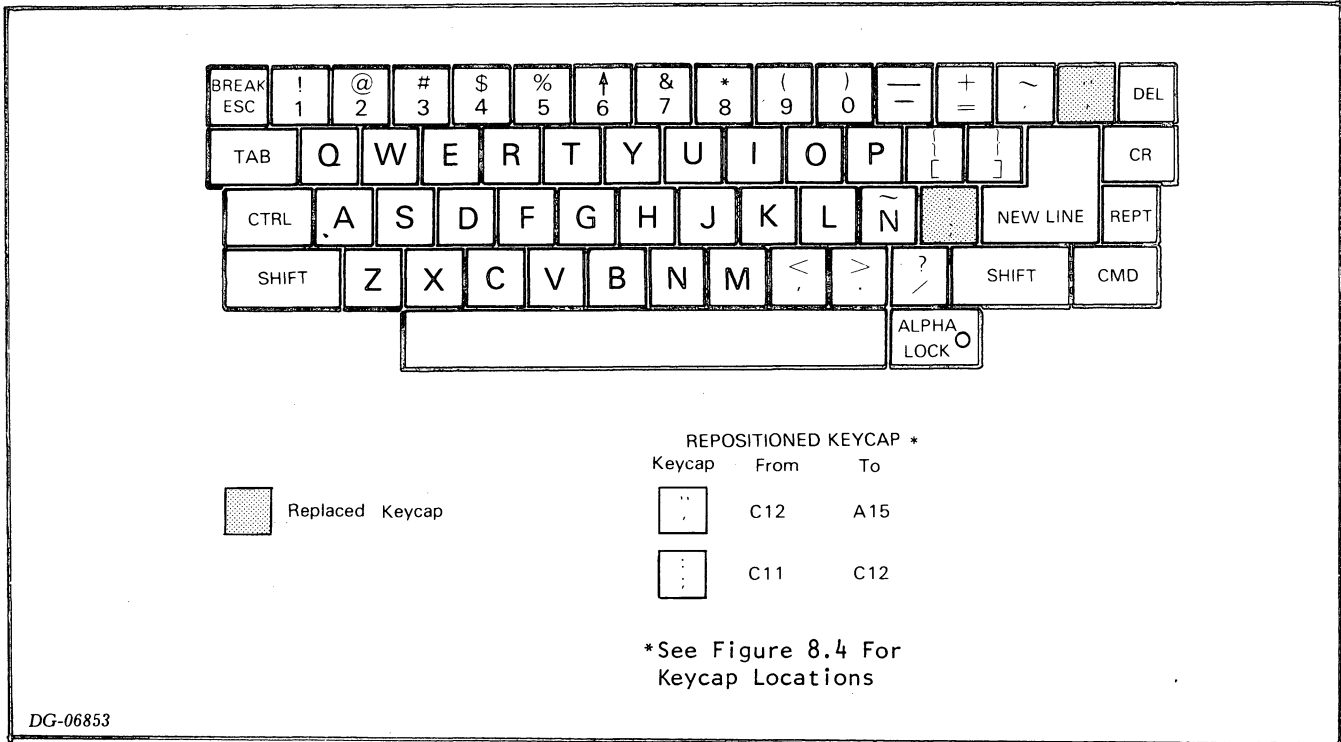 BREAK ! @ # $ % ↑ & * ( ) — + ~ "
ESC 1 2 3 4 5 6 7 8 9 0 – = ' DEL
TAB Q W E R T Y U I O P { } CR
[ ]
CTRL A S D F G H J K L Ñ : ; NEW LINE REPT
SHIFT Z X C V B N M < > ? SHIFT CMD
, . /
ALPHA
LOCK
REPOSITIONED KEYCAP *
Keycap From To
Replaced Keycap
" ' C12 A15
: ; C11 C12
*See Figure 8.4 For
Keycap Locations
DG-06853